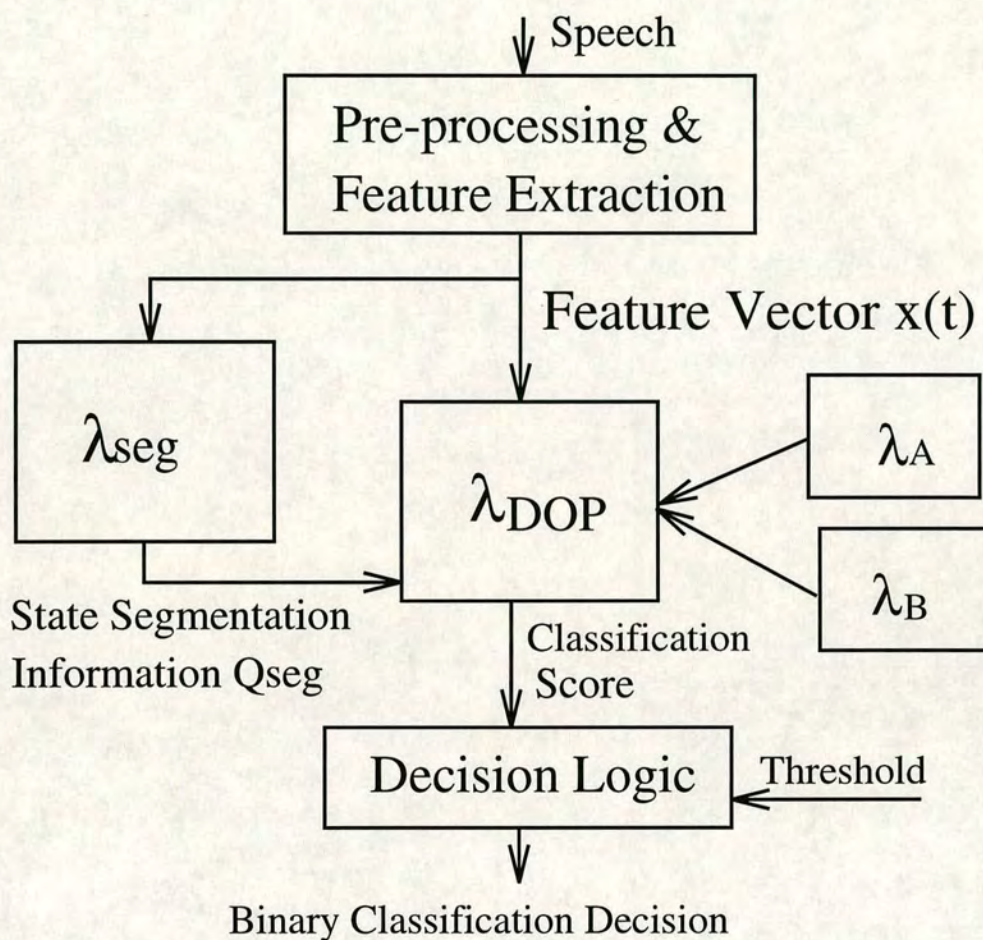 Speech
Pre-processing &
Feature Extraction
Feature Vector x(t)
λseg
λDOP
λA
λB
State Segmentation
Information Qseg
Classification
Score
Decision Logic
Threshold
Binary Classification Decision